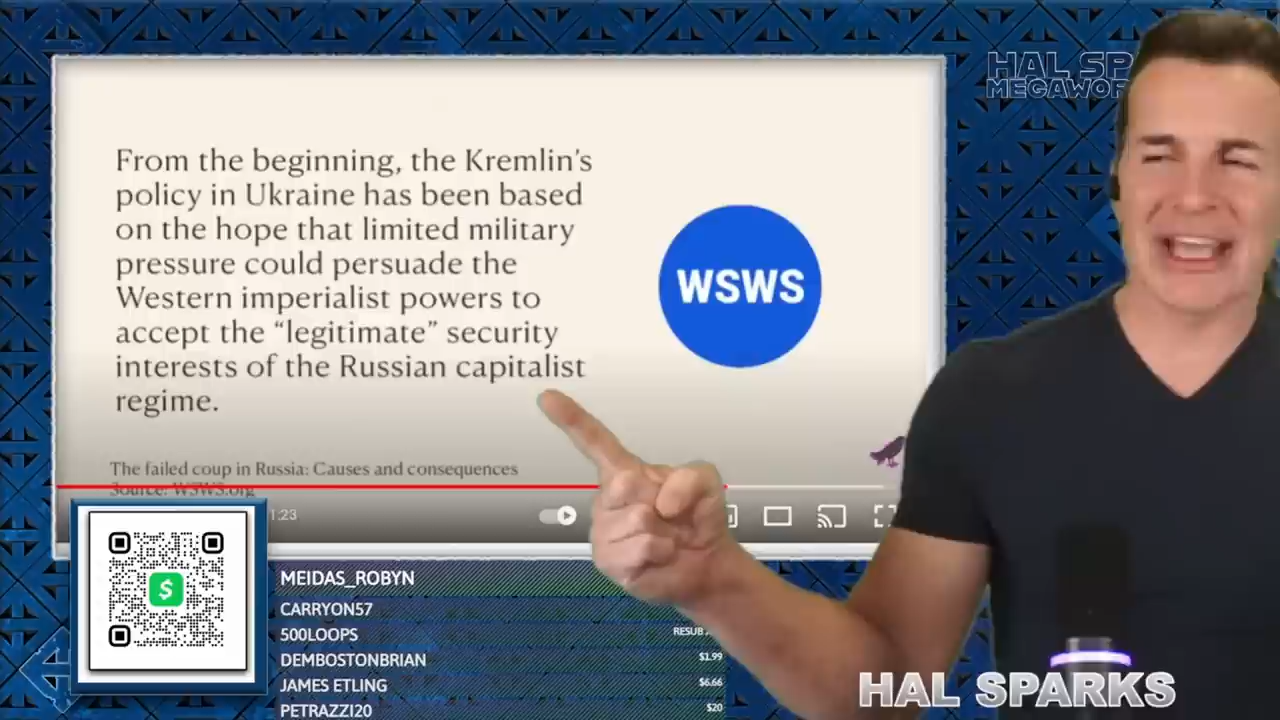 HAL SP
MEGAWOR
From the beginning, the Kremlin’s
policy in Ukraine has been based
on the hope that limited military
pressure could persuade the
Western imperialist powers to
accept the “legitimate” security
interests of the Russian capitalist
regime.
WSWS
The failed coup in Russia: Causes and consequences
Source: WSWS.org
1:23
MEIDAS_ROBYN
CARRYON57
500LOOPS
RESUB
DEMBOSTONBRIAN
$1.99
JAMES ETLING
$6.66
PETRAZZI20
$20
HAL SPARKS